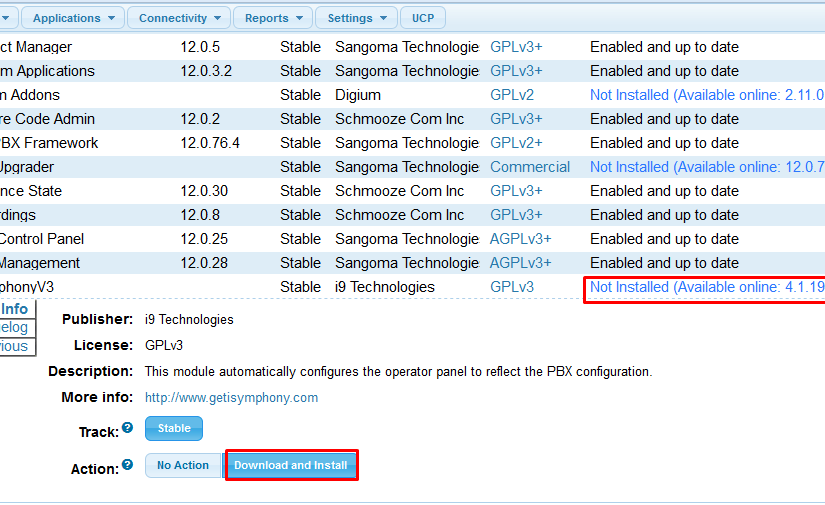 Applications Connectivity Reports Settings UCP
ct Manager 12.0.5 Stable Sangoma Technologie GPLv3+ Enabled and up to date
m Applications 12.0.3.2 Stable Sangoma Technologie GPLv3+ Enabled and up to date
m Addons Stable Digium GPLv2 Not Installed (Available online: 2.11.0
re Code Admin 12.0.2 Stable Schmooze Com Inc GPLv3+ Enabled and up to date
PBX Framework 12.0.76.4 Stable Sangoma Technologie GPLv2+ Enabled and up to date
Upgrader Stable Sangoma Technologie Commercial Not Installed (Available online: 12.0.7
nce State 12.0.30 Stable Schmooze Com Inc GPLv3+ Enabled and up to date
rdings 12.0.8 Stable Schmooze Com Inc GPLv3+ Enabled and up to date
Control Panel 12.0.25 Stable Sangoma Technologie AGPLv3+ Enabled and up to date
Management 12.0.28 Stable Sangoma Technologie AGPLv3+ Enabled and up to date
phonyV3 Stable i9 Technologies GPLv3 Not Installed (Available online: 4.1.19
Info
elog
ious
Publisher: i9 Technologies
License: GPLv3
Description: This module automatically configures the operator panel to reflect the PBX configuration.
More info: http://www.getisymphony.com
Track: ? Stable
Action: ? No Action Download and Install